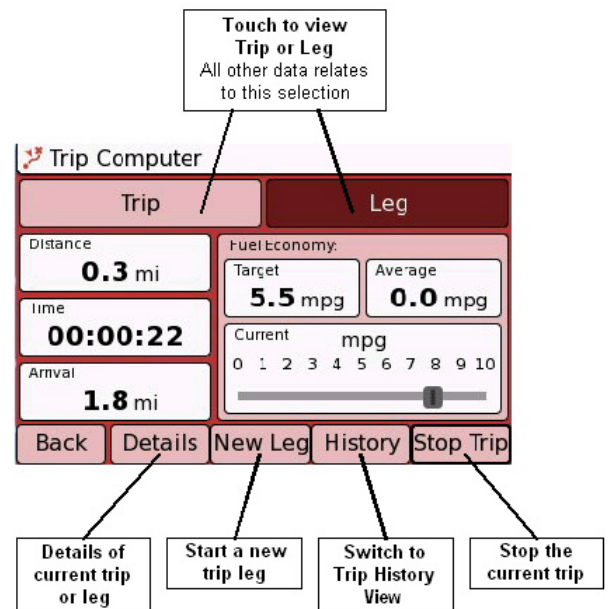 Touch to view
Trip or Leg
All other data relates
to this selection
Trip Computer
Trip Leg
Distance
0.3 mi
Time
00:00:22
Arrival
1.8 mi
Fuel Economy:
Target
5.5 mpg
Average
0.0 mpg
Current mpg
0 1 2 3 4 5 6 7 8 9 10
Back Details New Leg History Stop Trip
Details of
current trip
or leg
Start a new
trip leg
Switch to
Trip History
View
Stop the
current trip